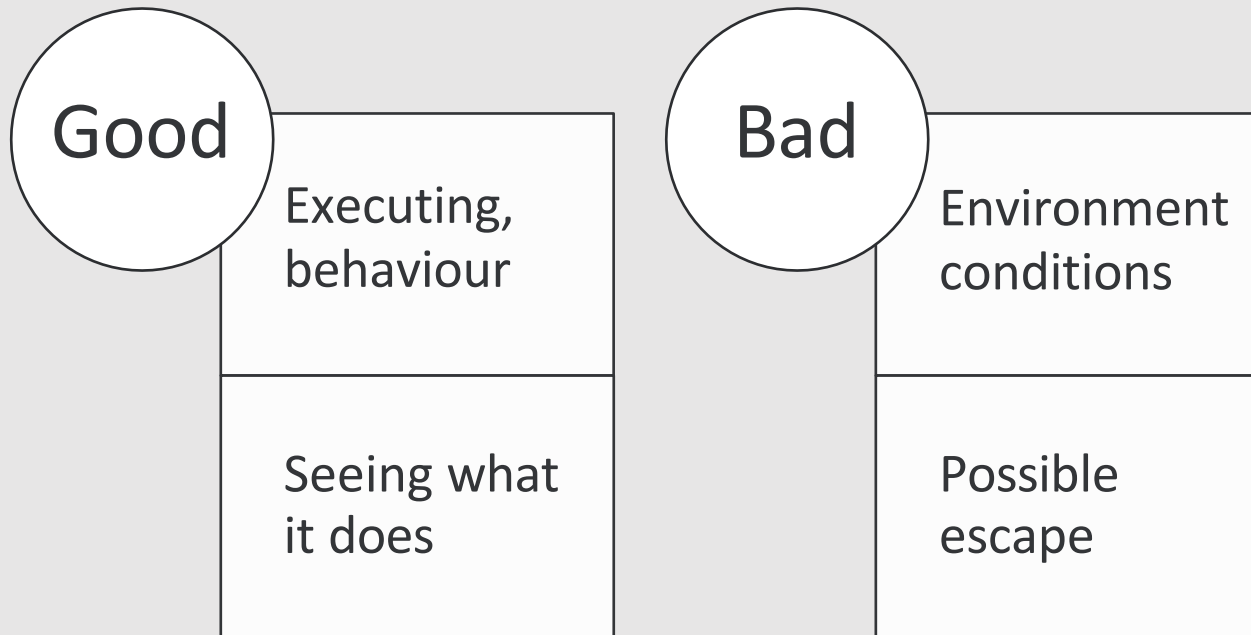 Good
Executing,
behaviour
Seeing what
it does
Bad
Environment
conditions
Possible
escape